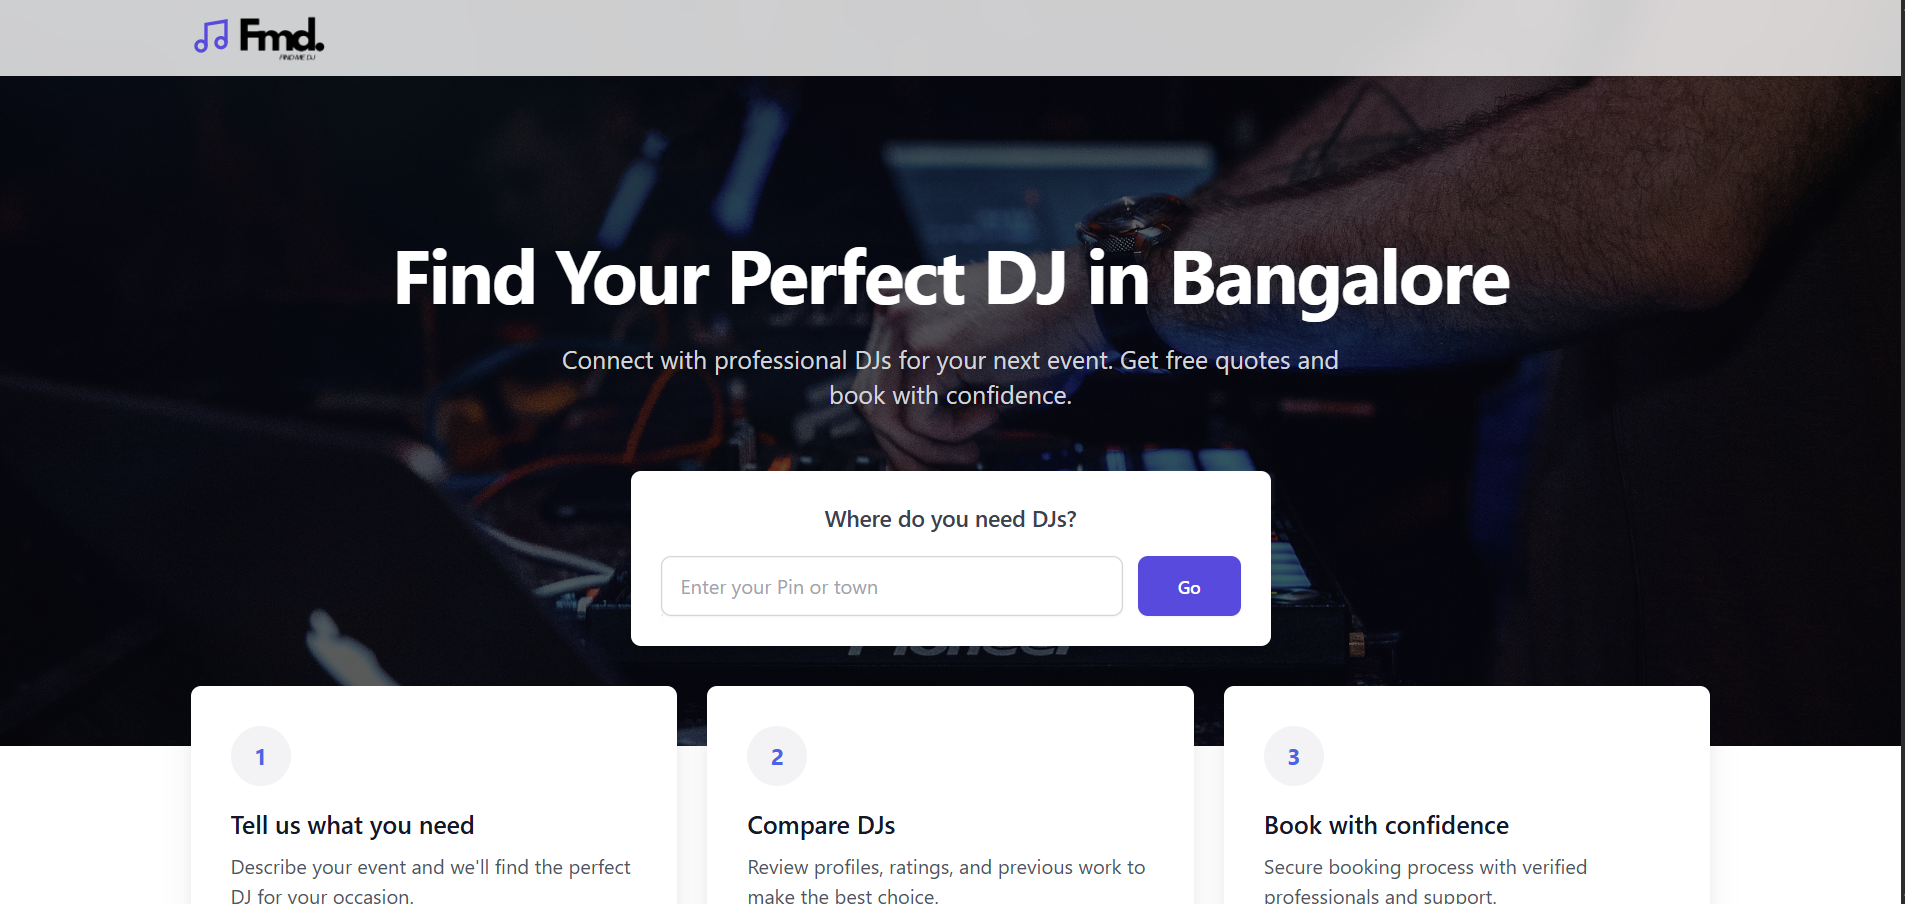 Fmd.
FIND ME DJ
Find Your Perfect DJ in Bangalore
Connect with professional DJs for your next event. Get free quotes and
book with confidence.
Where do you need DJs?
Enter your Pin or town
Go
Pioneer
1
Tell us what you need
Describe your event and we'll find the perfect
DJ for your occasion.
2
Compare DJs
Review profiles, ratings, and previous work to
make the best choice.
3
Book with confidence
Secure booking process with verified
professionals and support.